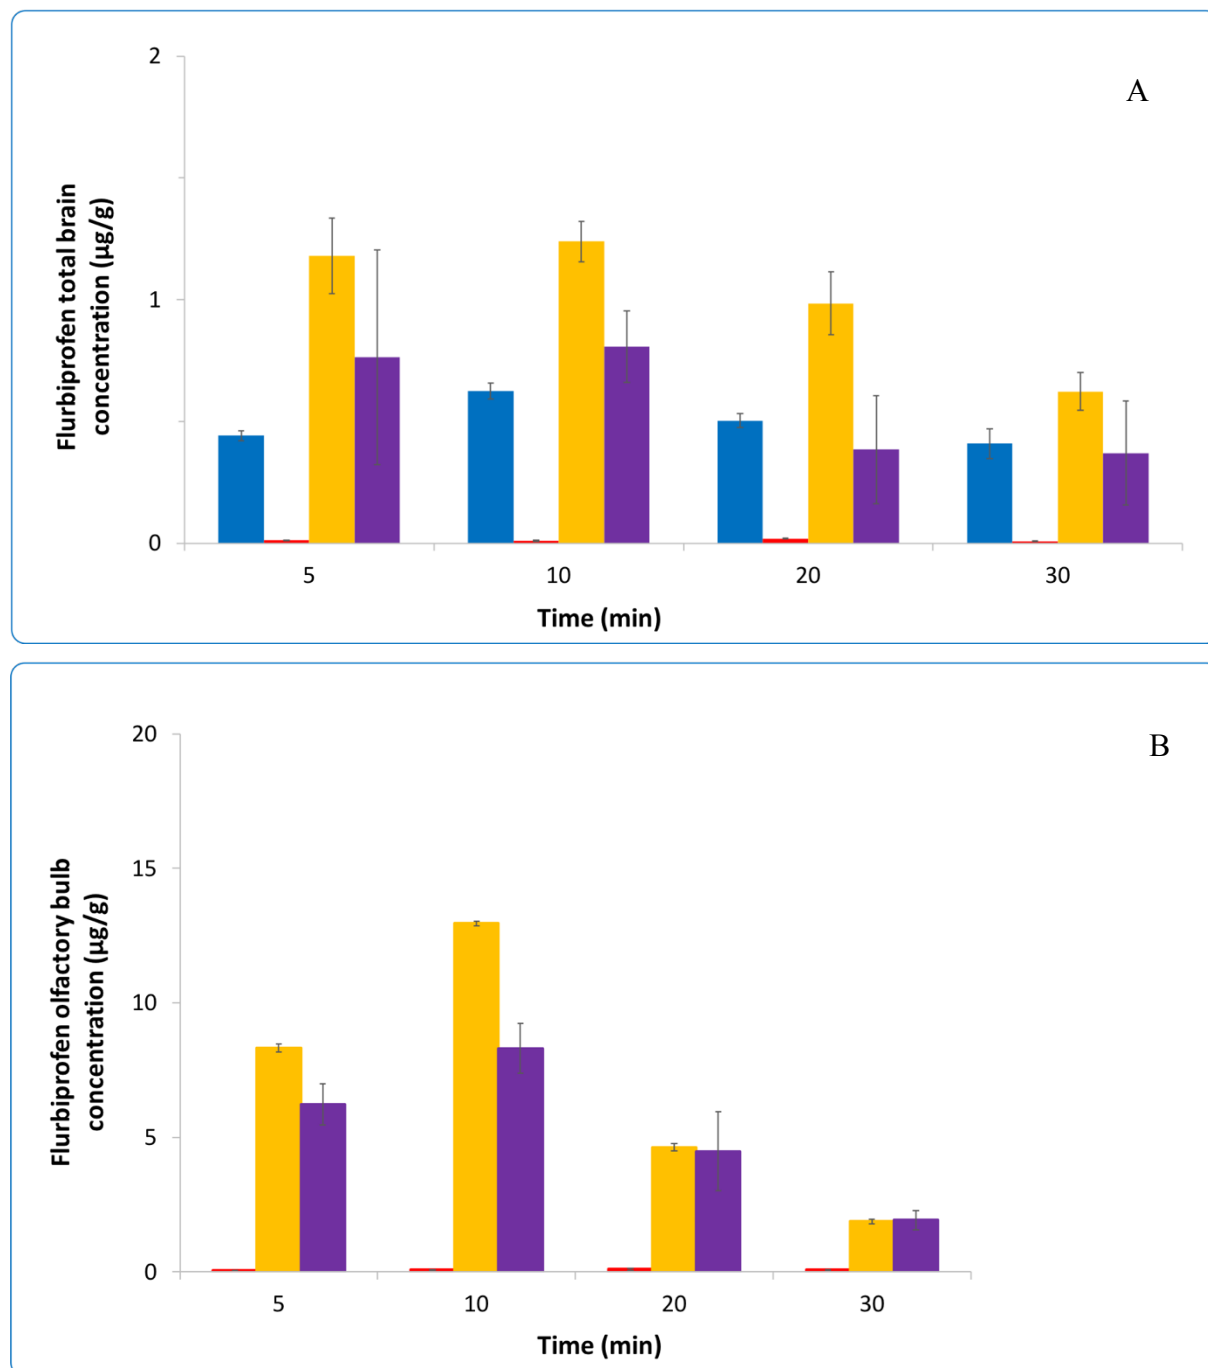 A
2
1
0
Flurbiprofen total brain
concentration (µg/g)
5 10 20 30
Time (min)
B
20
15
10
5
0
Flurbiprofen olfactory bulb
concentration (µg/g)
5 10 20 30
Time (min)